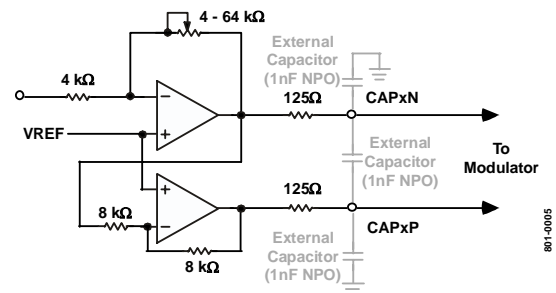 4 - 64 kΩ
External
Capacitor
(1nF NPO)
4 kΩ
125Ω
CAPxN
VREF
External
Capacitor
(1nF NPO)
To
Modulator
125Ω
8 kΩ
CAPxP
8 kΩ
External
Capacitor
(1nF NPO)
801-0005